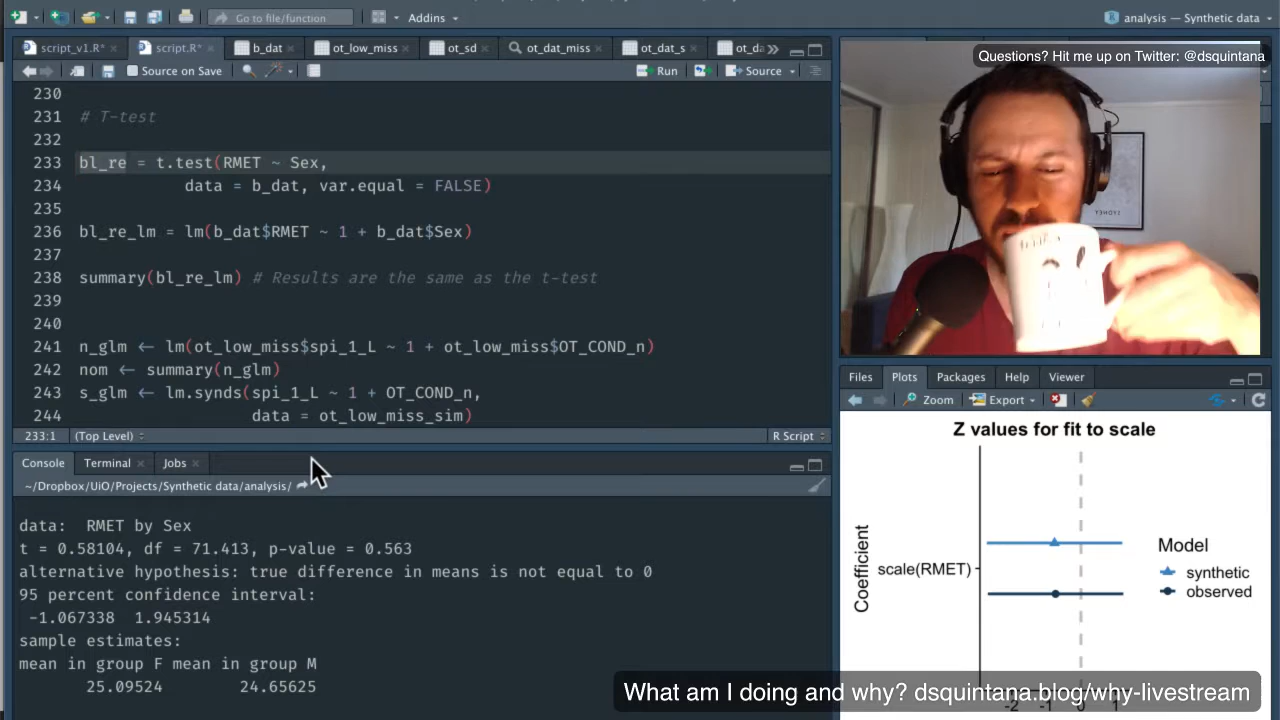 Go to file/function
Addins
analysis — Synthetic data
script_v1.R*
script.R*
b_dat
ot_low_miss
ot_sd
ot_dat_miss
ot_dat_s
ot_da
Source on Save
Run
Source
Questions? Hit me up on Twitter: @dsquintana
230
231 # T-test
232
233 bl_re = t.test(RMET ~ Sex,
234 data = b_dat, var.equal = FALSE)
235
236 bl_re_lm = lm(b_dat$RMET ~ 1 + b_dat$Sex)
237
238 summary(bl_re_lm) # Results are the same as the t-test
239
240
241 n_glm ← lm(ot_low_miss$spi_1_L ~ 1 + ot_low_miss$OT_COND_n)
242 nom ← summary(n_glm)
243 s_glm ← lm.synds(spi_1_L ~ 1 + OT_COND_n,
244 data = ot_low_miss_sim)
233:1 (Top Level) R Script
Console Terminal Jobs
~/Dropbox/UiO/Projects/Synthetic data/analysis/
data: RMET by Sex
t = 0.58104, df = 71.413, p-value = 0.563
alternative hypothesis: true difference in means is not equal to 0
95 percent confidence interval:
-1.067338 1.945314
sample estimates:
mean in group F mean in group M
25.09524 24.65625
SYDNEY
Files Plots Packages Help Viewer
Zoom Export
Z values for fit to scale
Coefficient
scale(RMET)
Model
synthetic
observed
-2 -1 0 1
What am I doing and why? dsquintana.blog/why-livestream